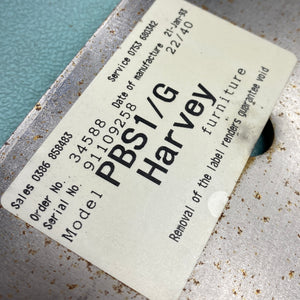 Sales 0386 858483 Service 0753 680342
Order No. 34588 Date of manufacture 21-Jan-93
Serial No. 91109258 22/40
Model PBS1/G
Harvey furniture
Removal of the label renders guarantee void